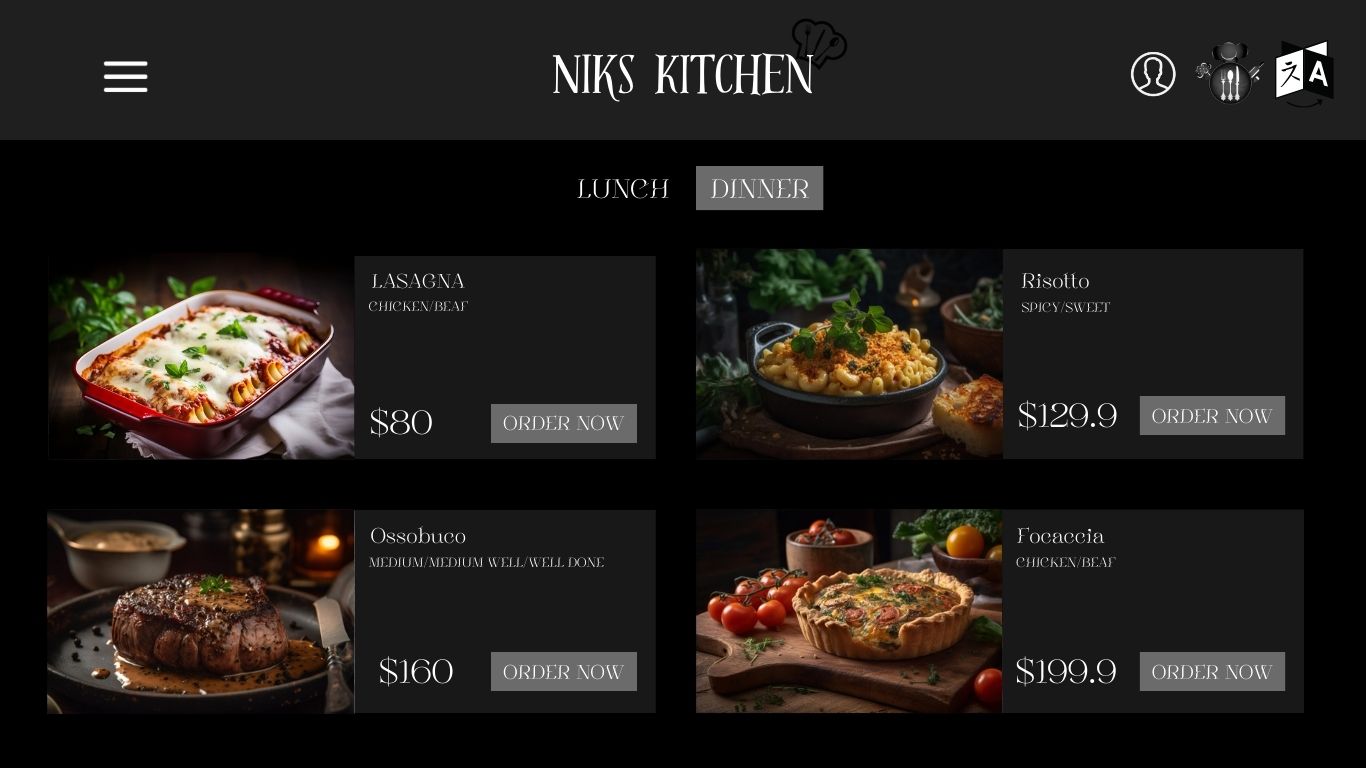 NIKS KITCHEN
文 A
LUNCH DINNER
LASAGNA
CHICKEN/BEAF
$80 ORDER NOW
Risotto
SPICY/SWEET
$129.9 ORDER NOW
Ossobuco
MEDIUM/MEDIUM WELL/WELL DONE
$160 ORDER NOW
Focaccia
CHICKEN/BEAF
$199.9 ORDER NOW